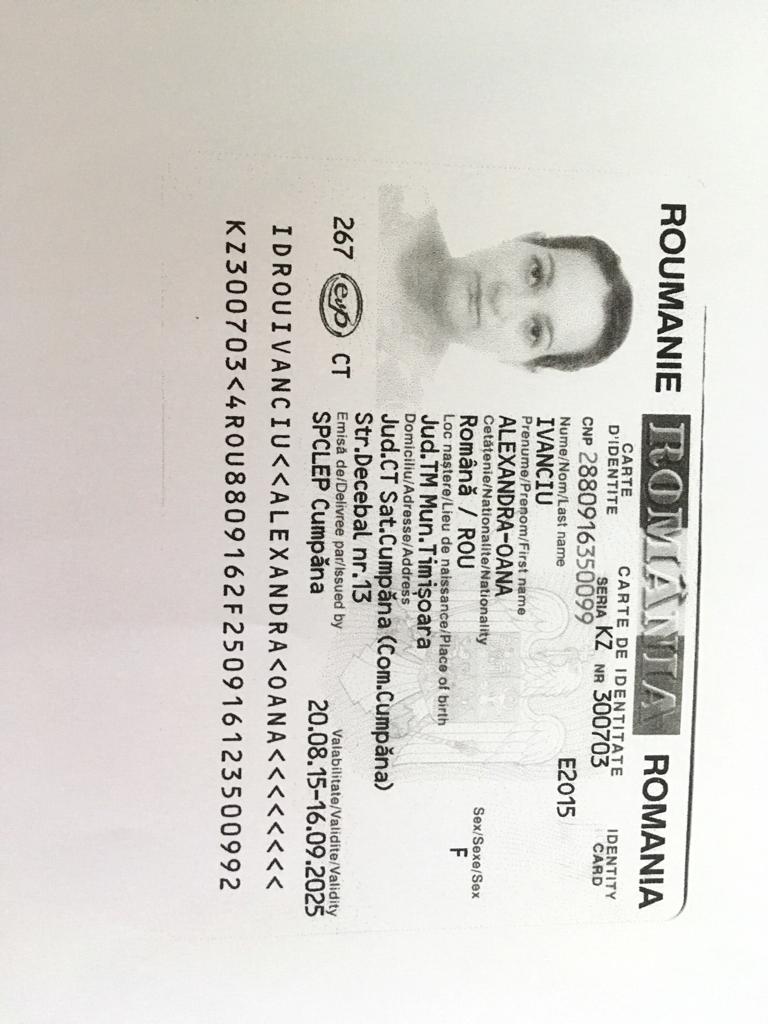 ROUMANIE ROMÂNIA ROMANIA
CARTE D'IDENTITE
CARTE DE IDENTITATE
IDENTITY CARD
SERIA KZ NR 300703
CNP 2880916350099
Nume/Nom/Last name
IVANCIU
E2015
Prenume/Prenom/First name
ALEXANDRA-OANA
Cetăţenie/Nationalite/Nationality
Română / ROU
Sex/Sexe/Sex
F
Loc naştere/Lieu de naissance/Place of birth
Jud.TM Mun.Timişoara
Domiciliu/Adresse/Address
Jud.CT Sat.Cumpăna (Com.Cumpăna)
Str.Decebal nr.13
267 evp CT
Emisă de/Delivree par/Issued by
SPCLEP Cumpăna
Valabilitate/Validite/Validity
20.08.15-16.09.2025
IDROUIVANCIU<<ALEXANDRA<OANA<<<<<<<<
KZ300703<4ROU8809162F250916123500992